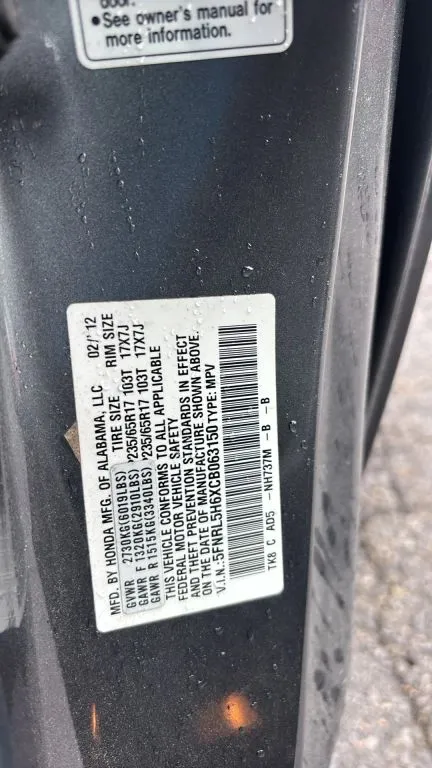 ●See owner's manual for
more information.
MFD. BY HONDA MFG. OF ALABAMA, LLC 02/'12
TIRE SIZE RIM SIZE
GVWR 2730KG(6019LBS)
GAWR F 1320KG(2910LBS) P235/65R17 103T 17X7J
GAWR R 1515KG(3340LBS) P235/65R17 103T 17X7J
THIS VEHICLE CONFORMS TO ALL APPLICABLE
FEDERAL MOTOR VEHICLE SAFETY
AND THEFT PREVENTION STANDARDS IN EFFECT
ON THE DATE OF MANUFACTURE SHOWN ABOVE.
V.I.N.:5FNRL5H6XCB063150 TYPE: MPV
TK8 C AD5 -NH737M -B -B